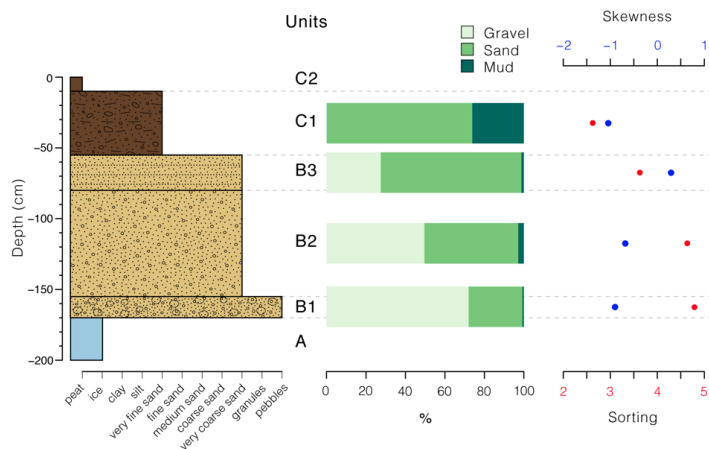 Units
Gravel
Sand
Mud
Skewness
-2 -1 0 1
0
-50
-100
-150
-200
Depth (cm)
C2
C1
B3
B2
B1
A
peat
ice
clay
silt
very fine sand
fine sand
medium sand
coarse sand
very coarse sand
granules
pebbles
0 20 40 60 80 100
%
2 3 4 5
Sorting